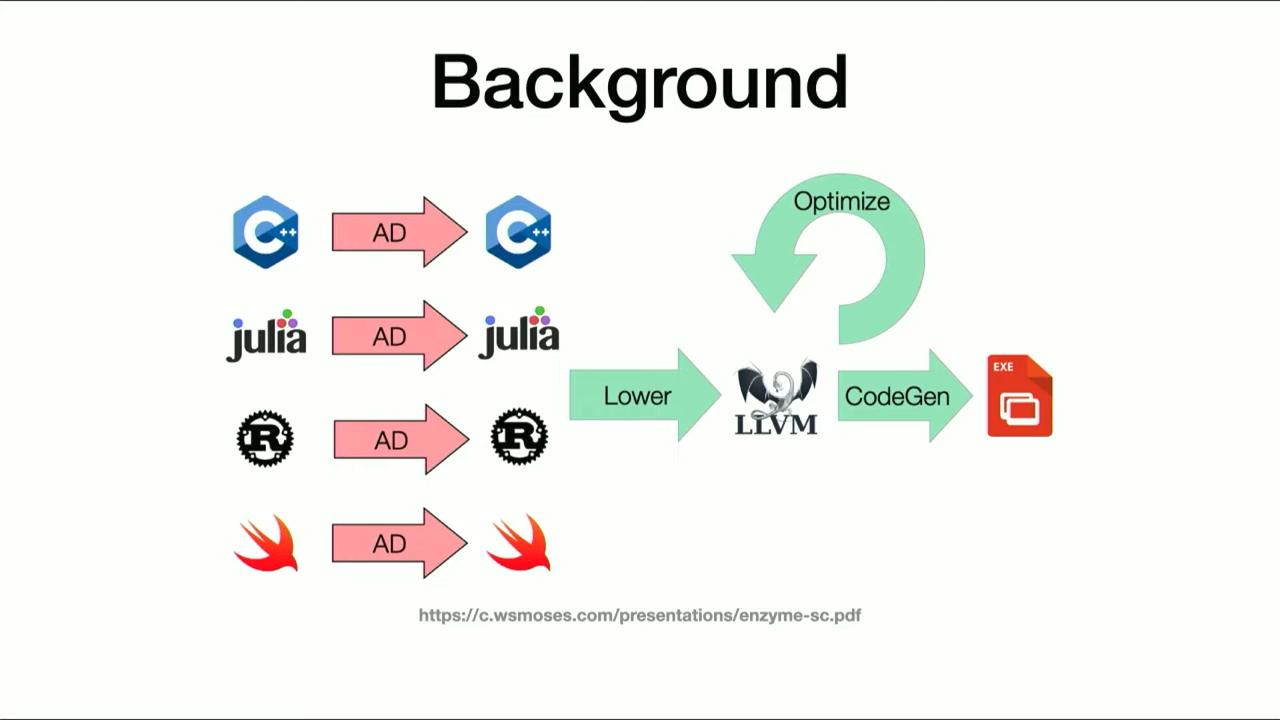 Background
Optimize
C++ AD C++
julia AD julia
Lower
LLVM
CodeGen
EXE
R AD R
AD
https://c.wsmoses.com/presentations/enzyme-sc.pdf